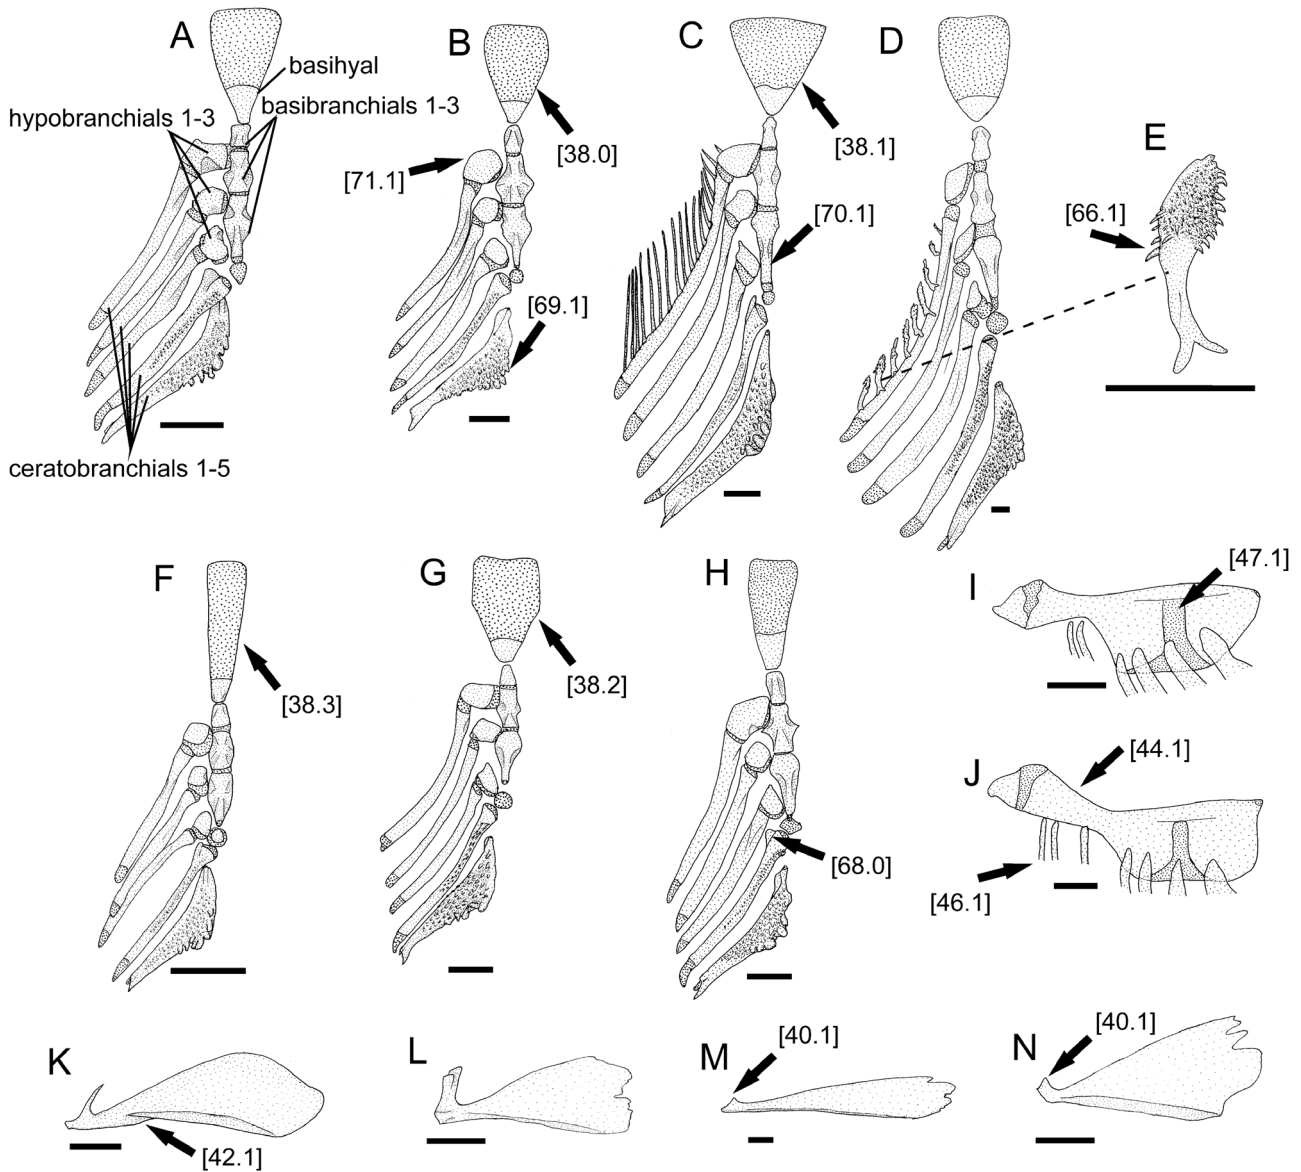 A
B
C
D
basihyal
basibranchials 1-3
hypobranchials 1-3
[38.0]
[71.1]
[38.1]
E
[66.1]
[70.1]
[69.1]
ceratobranchials 1-5
F
G
H
I
[47.1]
[38.3]
[38.2]
J
[44.1]
[68.0]
[46.1]
K
L
M
[40.1]
N
[40.1]
[42.1]